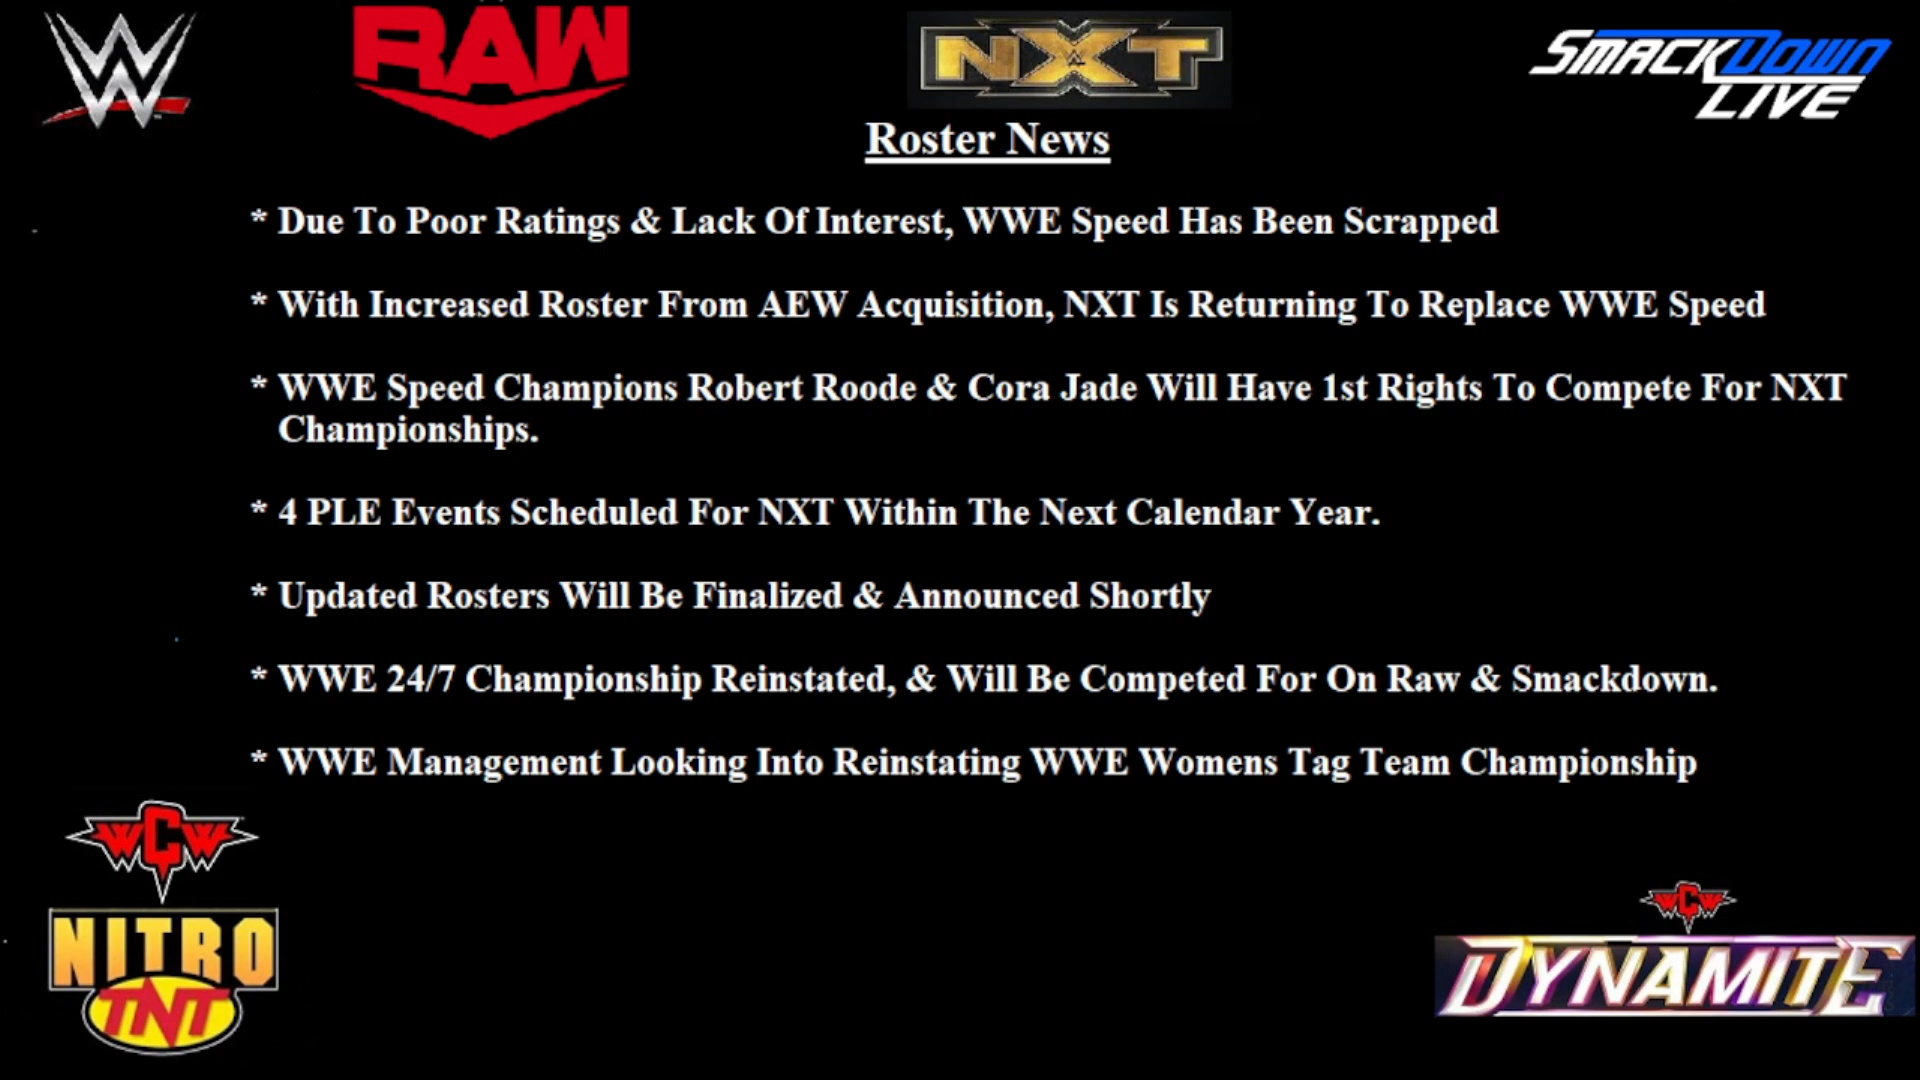 W
RAW
NXT
SMACKDOWN
LIVE
Roster News
* Due To Poor Ratings & Lack Of Interest, WWE Speed Has Been Scrapped
* With Increased Roster From AEW Acquisition, NXT Is Returning To Replace WWE Speed
* WWE Speed Champions Robert Roode & Cora Jade Will Have 1st Rights To Compete For NXT
Championships.
* 4 PLE Events Scheduled For NXT Within The Next Calendar Year.
* Updated Rosters Will Be Finalized & Announced Shortly
* WWE 24/7 Championship Reinstated, & Will Be Competed For On Raw & Smackdown.
* WWE Management Looking Into Reinstating WWE Womens Tag Team Championship
WCW
NITRO
TNT
WCW
DYNAMITE